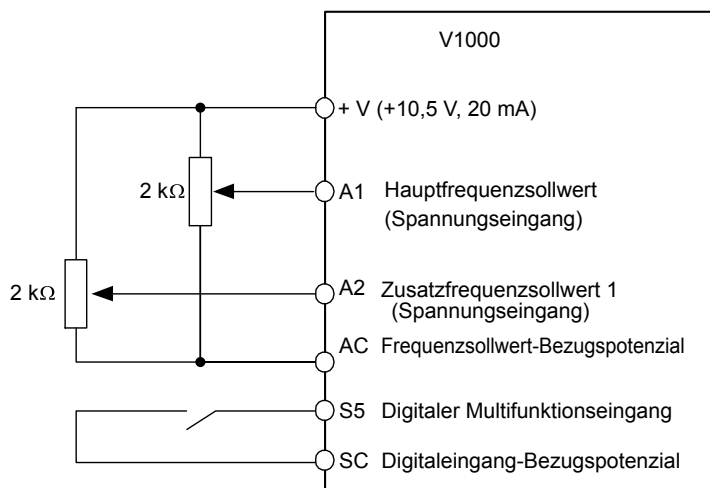 V1000
+ V (+10,5 V, 20 mA)
2 kΩ
A1 Hauptfrequenzsollwert
(Spannungseingang)
2 kΩ
A2 Zusatzfrequenzsollwert 1
(Spannungseingang)
AC Frequenzsollwert-Bezugspotenzial
S5 Digitaler Multifunktionseingang
SC Digitaleingang-Bezugspotenzial